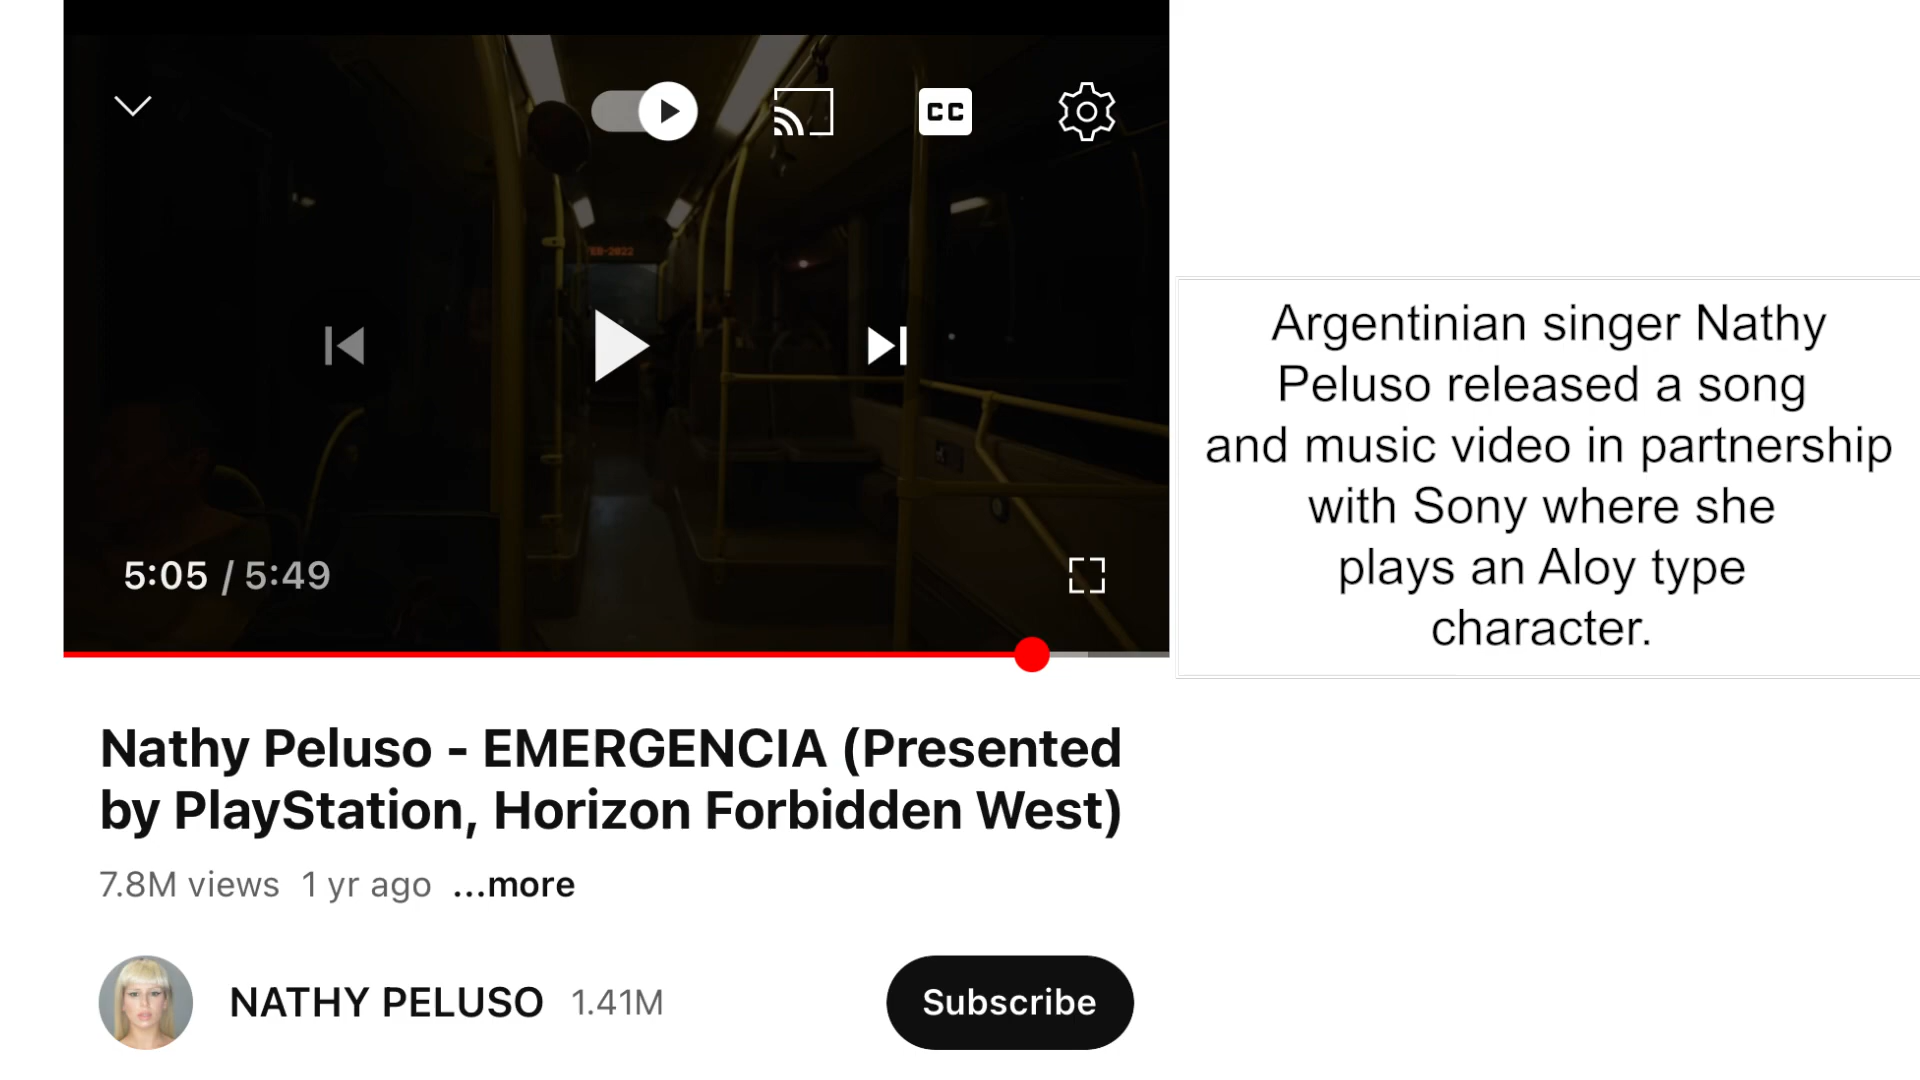 CC
5:05 / 5:49
Nathy Peluso - EMERGENCIA (Presented
by PlayStation, Horizon Forbidden West)
7.8M views 1 yr ago ...more
NATHY PELUSO 1.41M
Subscribe
Argentinian singer Nathy
Peluso released a song
and music video in partnership
with Sony where she
plays an Aloy type
character.